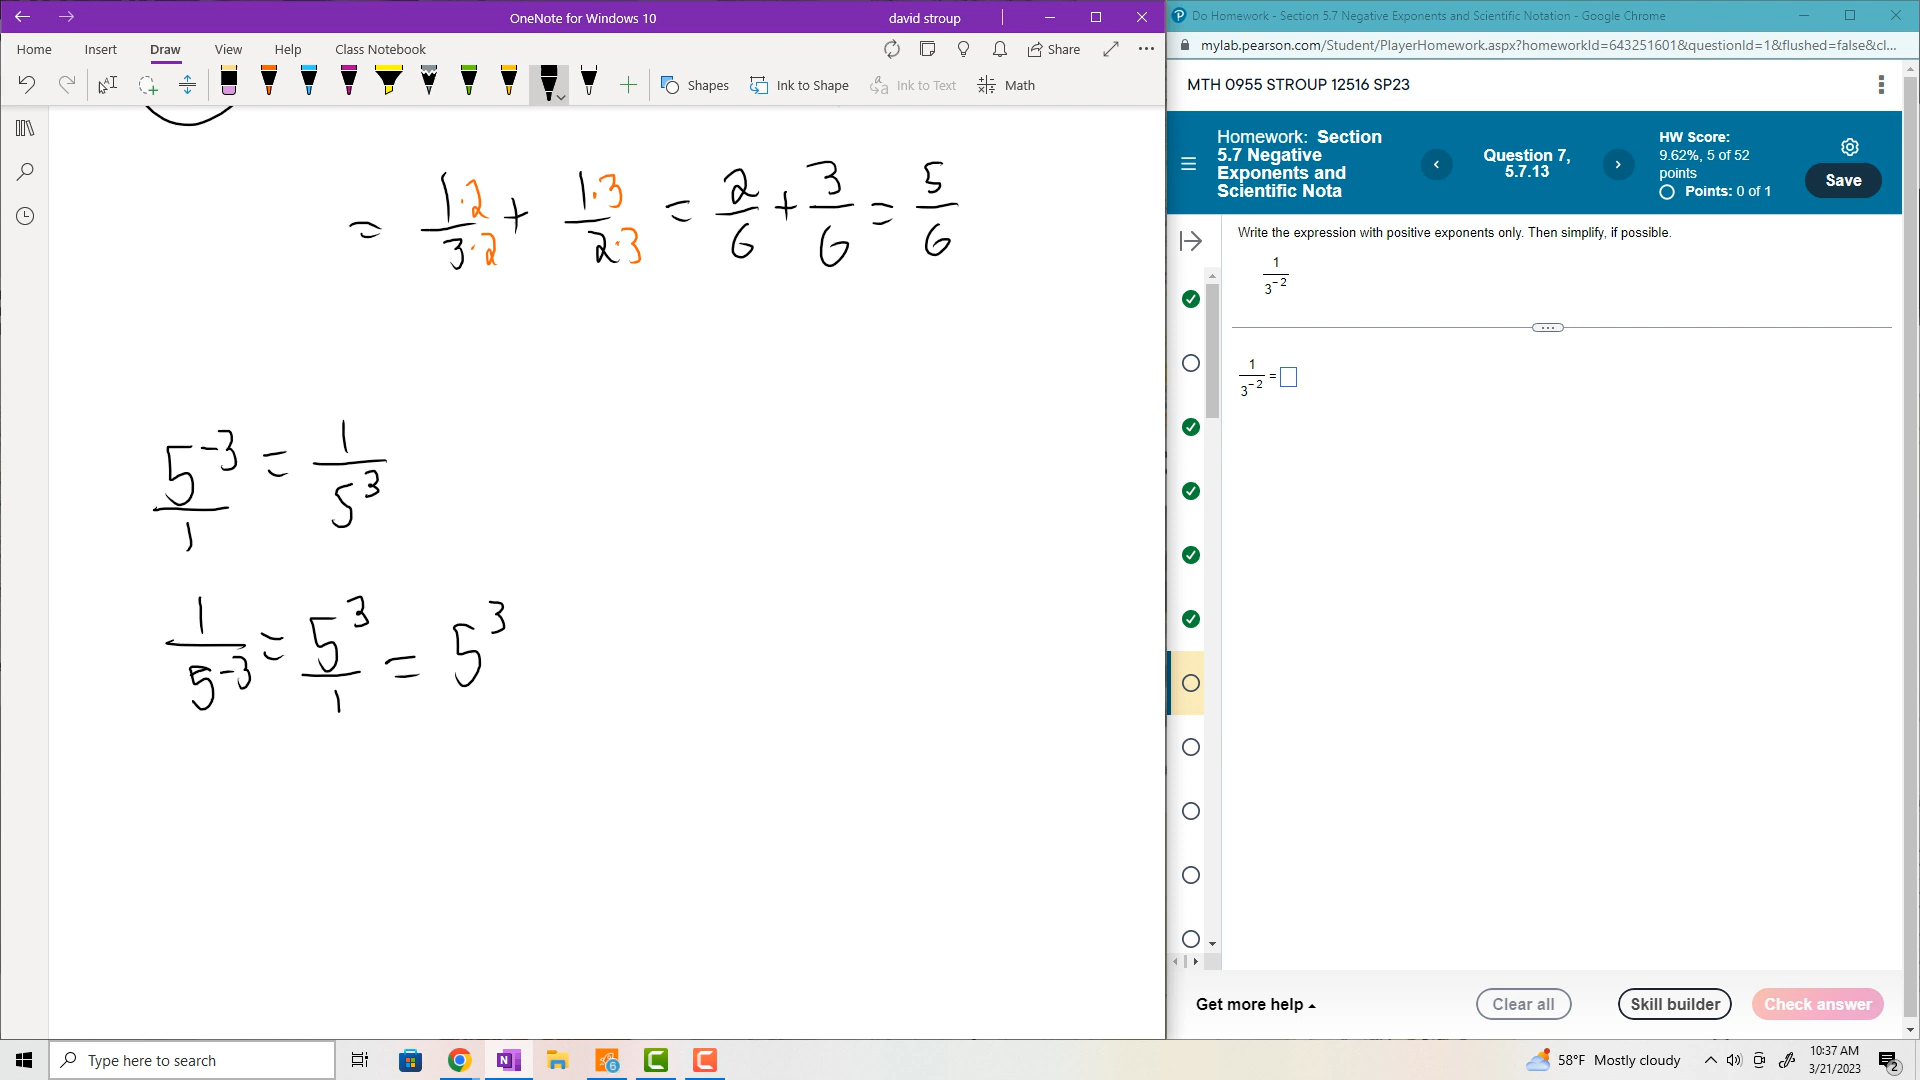 OneNote for Windows 10
david stroup
Do Homework - Section 5.7 Negative Exponents and Scientific Notation - Google Chrome
Home Insert Draw View Help Class Notebook Share
mylab.pearson.com/Student/PlayerHomework.aspx?homeworkId=643251601&questionId=1&flushed=false&cl...
Shapes Ink to Shape Ink to Text Math
MTH 0955 STROUP 12516 SP23
Homework: Section
5.7 Negative
Exponents and
Scientific Nota
Question 7,
5.7.13
HW Score:
9.62%, 5 of 52
points
Points: 0 of 1
Save
= 1·2/3·2 + 1·3/2·3 = 2/6 + 3/6 = 5/6
5^-3/1 = 1/5^3
1/5^-3 = 5^3/1 = 5^3
Write the expression with positive exponents only. Then simplify, if possible.
1/3^-2
1/3^-2 =
Get more help
Clear all
Skill builder
Check answer
Type here to search
6
58°F Mostly cloudy
10:37 AM
3/21/2023
2